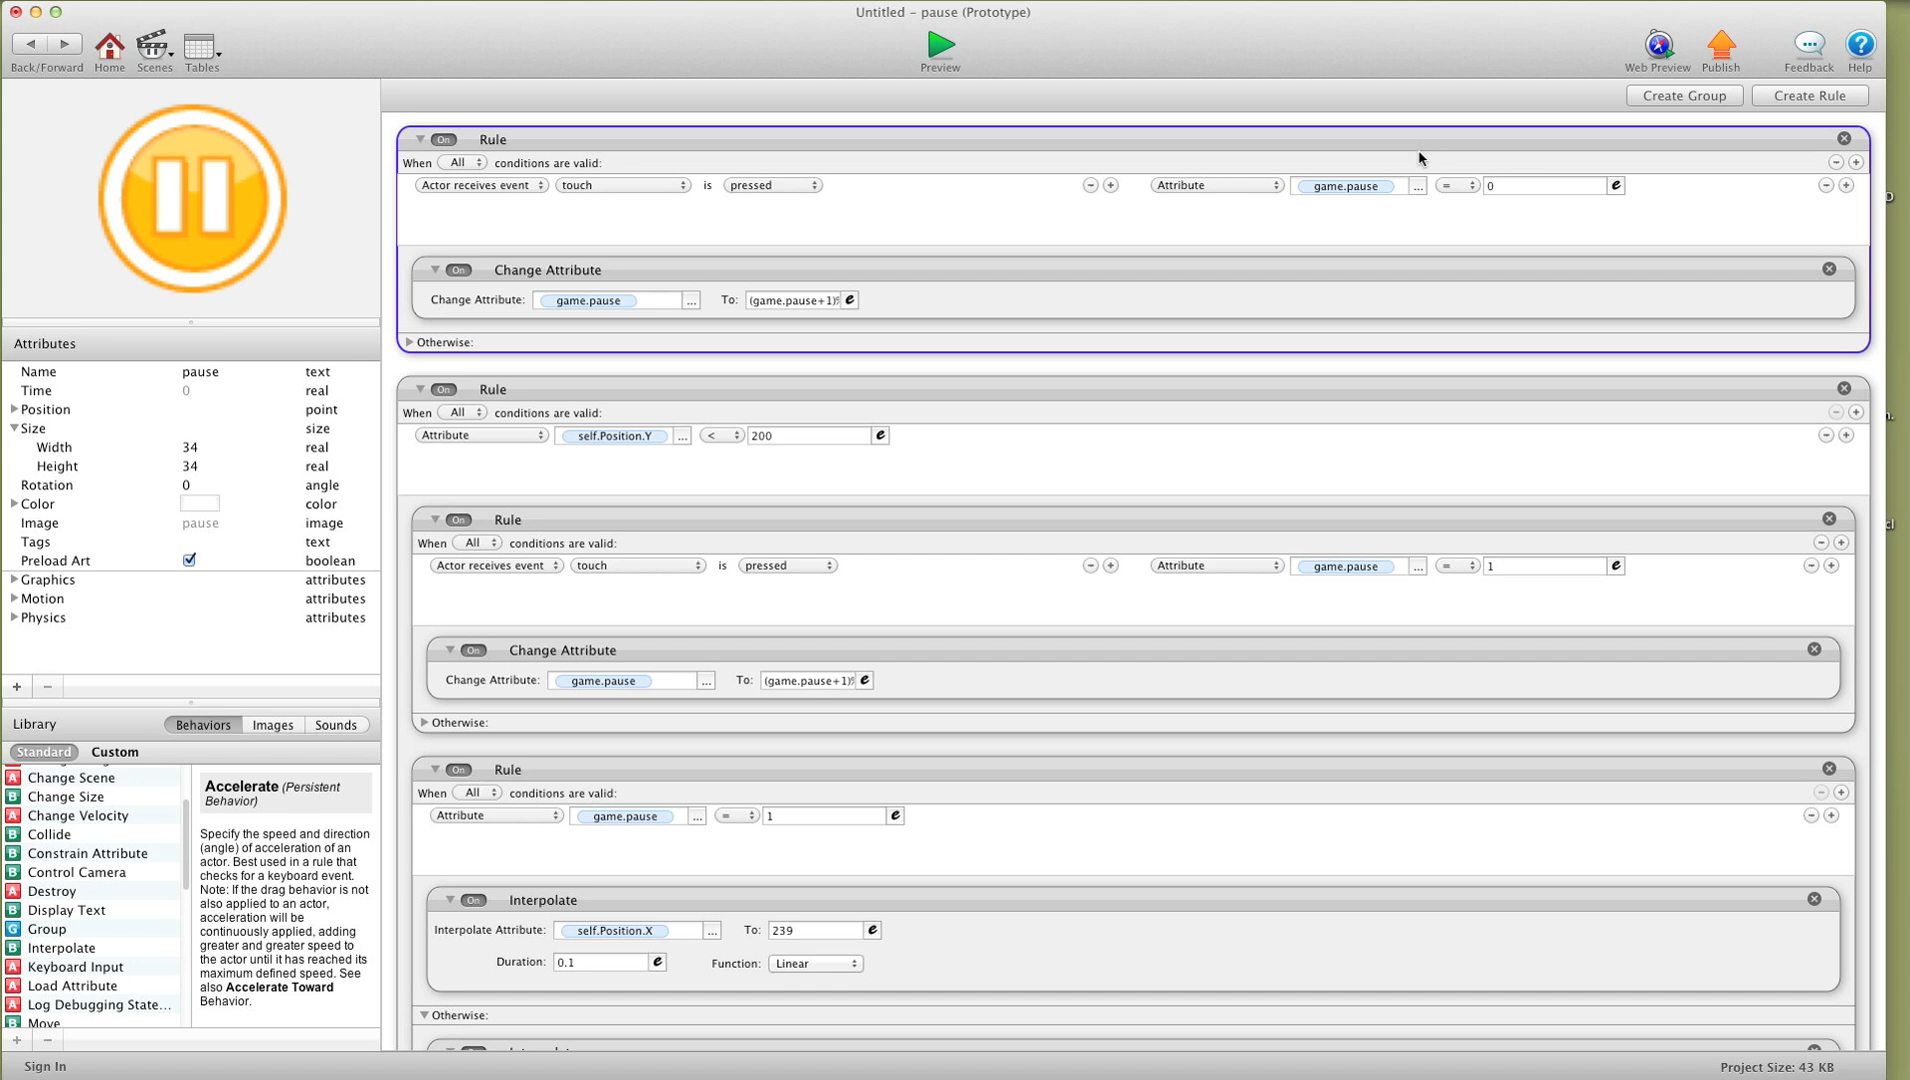 Untitled – pause (Prototype)
Back/Forward Home Scenes Tables Preview Web Preview Publish Feedback Help
Create Group Create Rule
On Rule
When All conditions are valid:
Actor receives event touch is pressed Attribute game.pause ... = 0 e
On Change Attribute
Change Attribute: game.pause ... To: (game.pause+1) e
Otherwise:
On Rule
When All conditions are valid:
Attribute self.Position.Y ... < 200 e
On Rule
When All conditions are valid:
Actor receives event touch is pressed Attribute game.pause ... = 1 e
On Change Attribute
Change Attribute: game.pause ... To: (game.pause+1) e
Otherwise:
On Rule
When All conditions are valid:
Attribute game.pause ... = 1 e
On Interpolate
Interpolate Attribute: self.Position.X ... To: 239 e
Duration: 0.1 e Function: Linear
Otherwise:
Attributes
Name pause text
Time 0 real
Position point
Size size
Width 34 real
Height 34 real
Rotation 0 angle
Color color
Image pause image
Tags text
Preload Art boolean
Graphics attributes
Motion attributes
Physics attributes
+ −
Library Behaviors Images Sounds
Standard Custom
A Change Scene
B Change Size
A Change Velocity
B Collide
B Constrain Attribute
B Control Camera
A Destroy
B Display Text
G Group
B Interpolate
A Keyboard Input
A Load Attribute
A Log Debugging State...
B Move
Accelerate (Persistent
Behavior)
Specify the speed and direction
(angle) of acceleration of an
actor. Best used in a rule that
checks for a keyboard event.
Note: If the drag behavior is not
also applied to an actor,
acceleration will be
continuously applied, adding
greater and greater speed to
the actor until it has reached its
maximum defined speed. See
also Accelerate Toward
Behavior.
+ −
Sign In Project Size: 43 KB